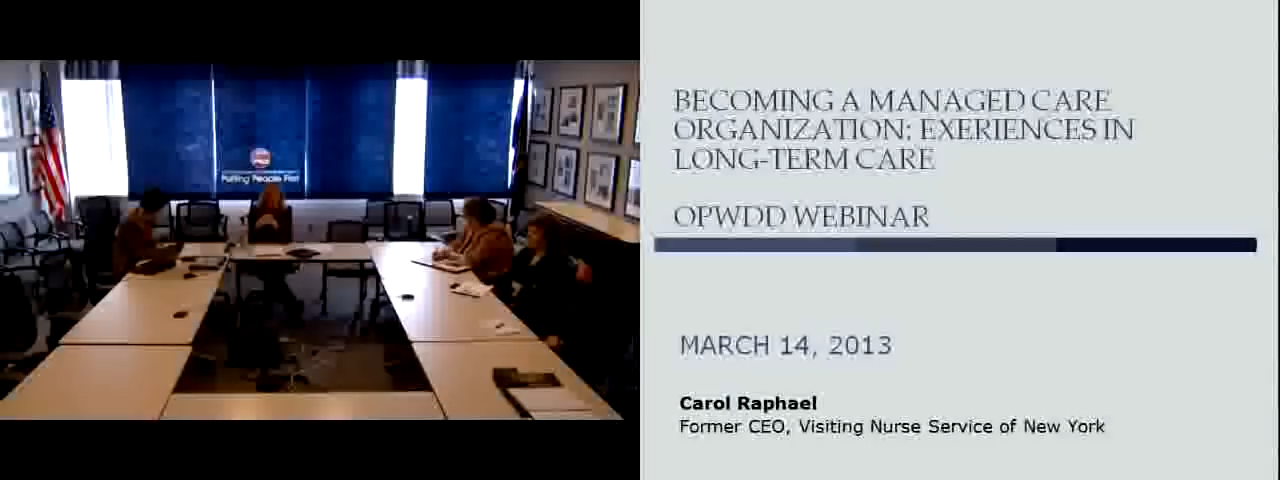 Putting People First
BECOMING A MANAGED CARE
ORGANIZATION: EXERIENCES IN
LONG-TERM CARE
OPWDD WEBINAR
MARCH 14, 2013
Carol Raphael
Former CEO, Visiting Nurse Service of New York